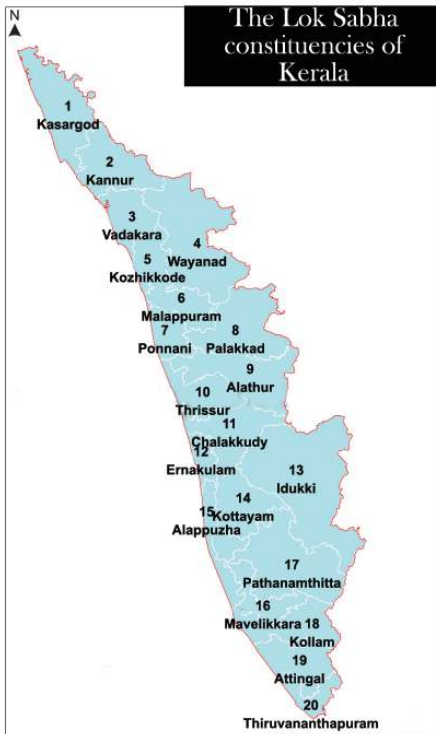 The Lok Sabha
constituencies of
Kerala
N
1
Kasargod
2
Kannur
3
Vadakara
4
Wayanad
5
Kozhikkode
6
Malappuram
7
Ponnani
8
Palakkad
9
Alathur
10
Thrissur
11
Chalakkudy
12
Ernakulam
13
Idukki
14
Kottayam
15
Alappuzha
17
Pathanamthitta
16
Mavelikkara
18
Kollam
19
Attingal
20
Thiruvananthapuram